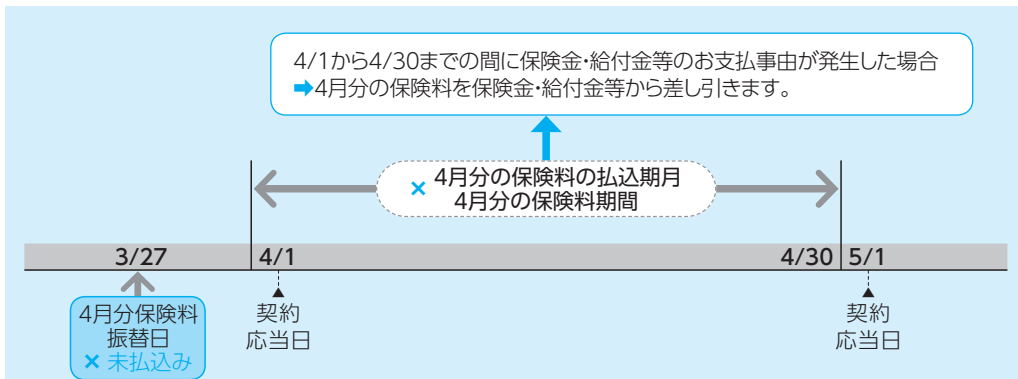 4/1から4/30までの間に保険金・給付金等のお支払事由が発生した場合
➡4月分の保険料を保険金・給付金等から差し引きます。
× 4月分の保険料の払込期月
4月分の保険料期間
3/27
4/1
4/30
5/1
4月分保険料
振替日
× 未払込み
▲
契約
応当日
▲
契約
応当日